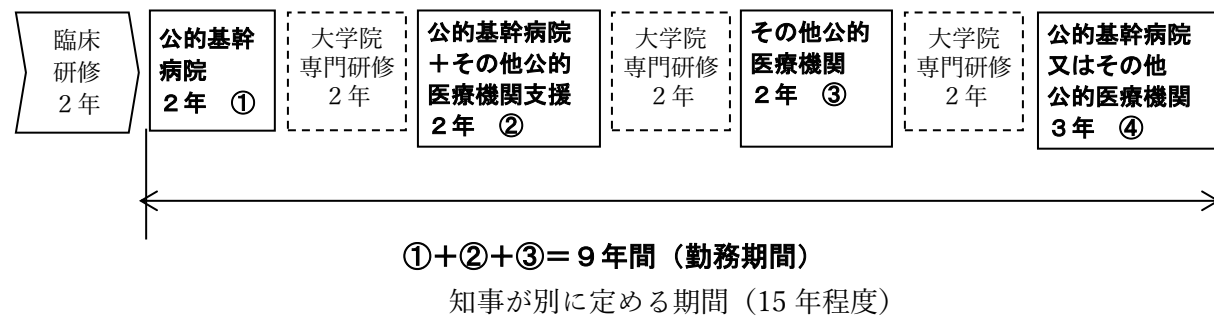 臨床
研修
２年
公的基幹
病院
２年　①
大学院
専門研修
２年
公的基幹病院
＋その他公的
医療機関支援
２年　②
大学院
専門研修
２年
その他公的
医療機関
２年　③
大学院
専門研修
２年
公的基幹病院
又はその他
公的医療機関
３年　④
①＋②＋③＝９年間（勤務期間）
知事が別に定める期間（15 年程度）